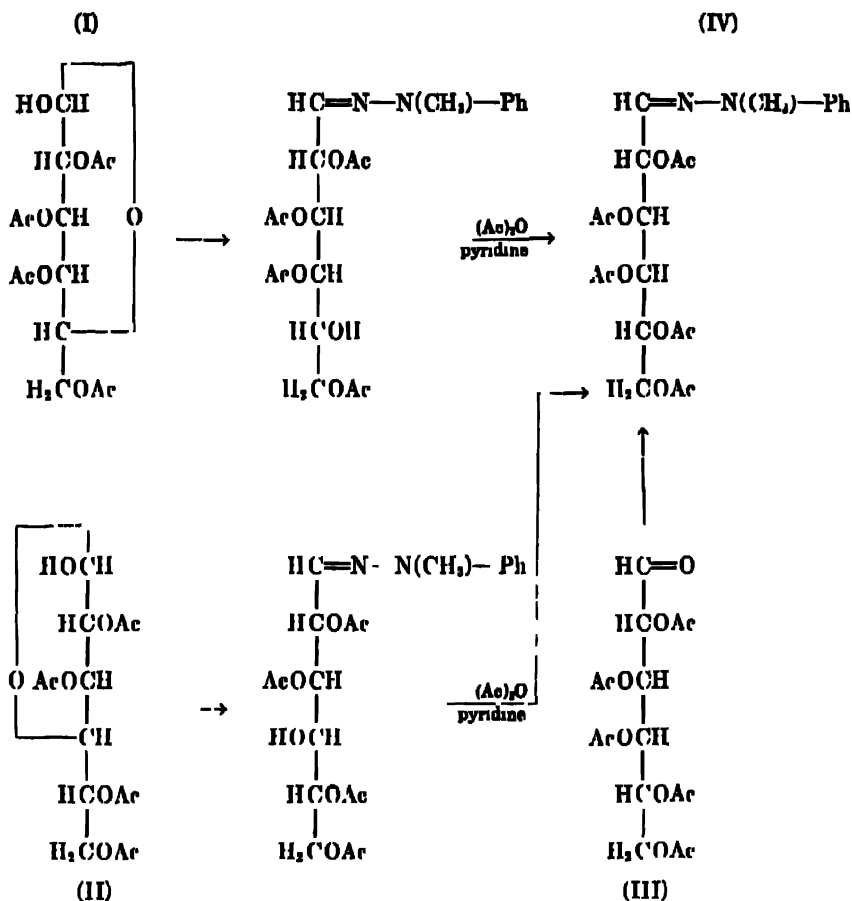 (I) (IV)
HOCH HC=N—N(CH₃)—Ph HC=N—N(CH₃)—Ph
HCOAc HCOAc HCOAc
AcOCH O AcOCH (Ac)₂O AcOCH
pyridine
AcOCH AcOCH AcOCH
HC HCOH HCOAc
H₂COAc H₂COAc H₂COAc
HOCH HC=N- N(CH₃)—Ph HC=O
HCOAc HCOAc HCOAc
O AcOCH AcOCH (Ac)₂O AcOCH
pyridine
CH HOCH AcOCH
HCOAc HCOAc HCOAc
H₂COAc H₂COAc H₂COAc
(II) (III)